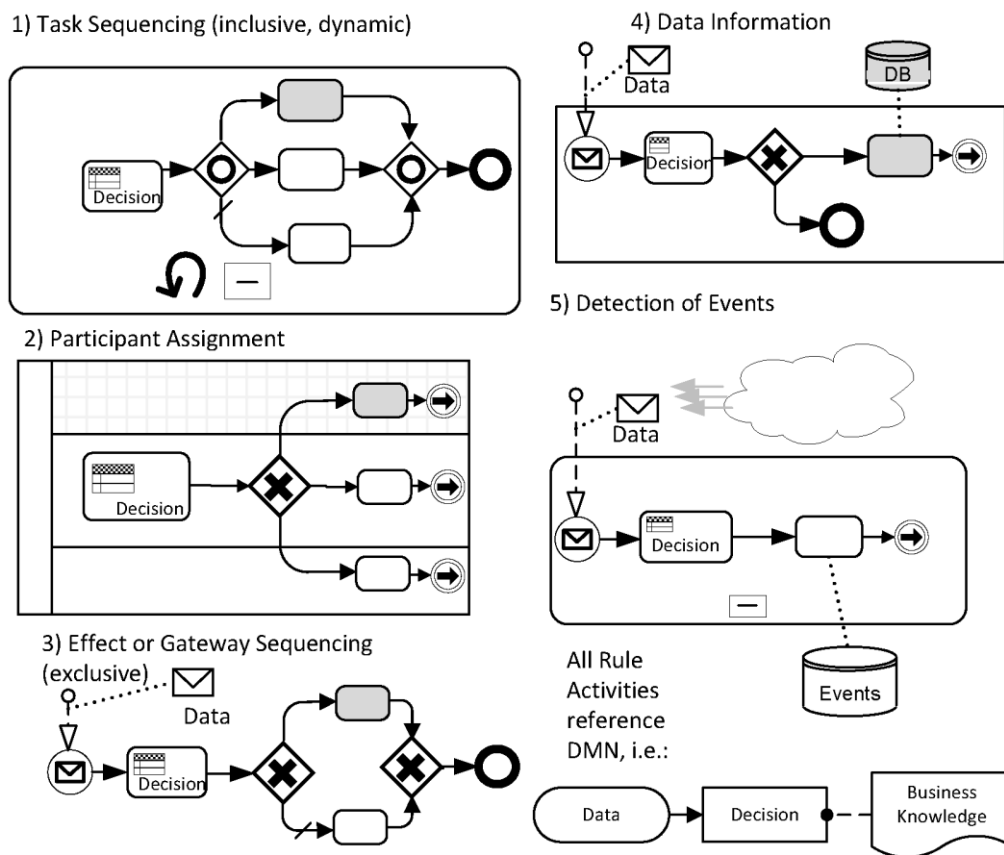 1) Task Sequencing (inclusive, dynamic)
Decision
2) Participant Assignment
Decision
3) Effect or Gateway Sequencing
(exclusive)
Data
Decision
4) Data Information
Data
DB
Decision
5) Detection of Events
Data
Decision
Events
All Rule
Activities
reference
DMN, i.e.:
Data
Decision
Business
Knowledge